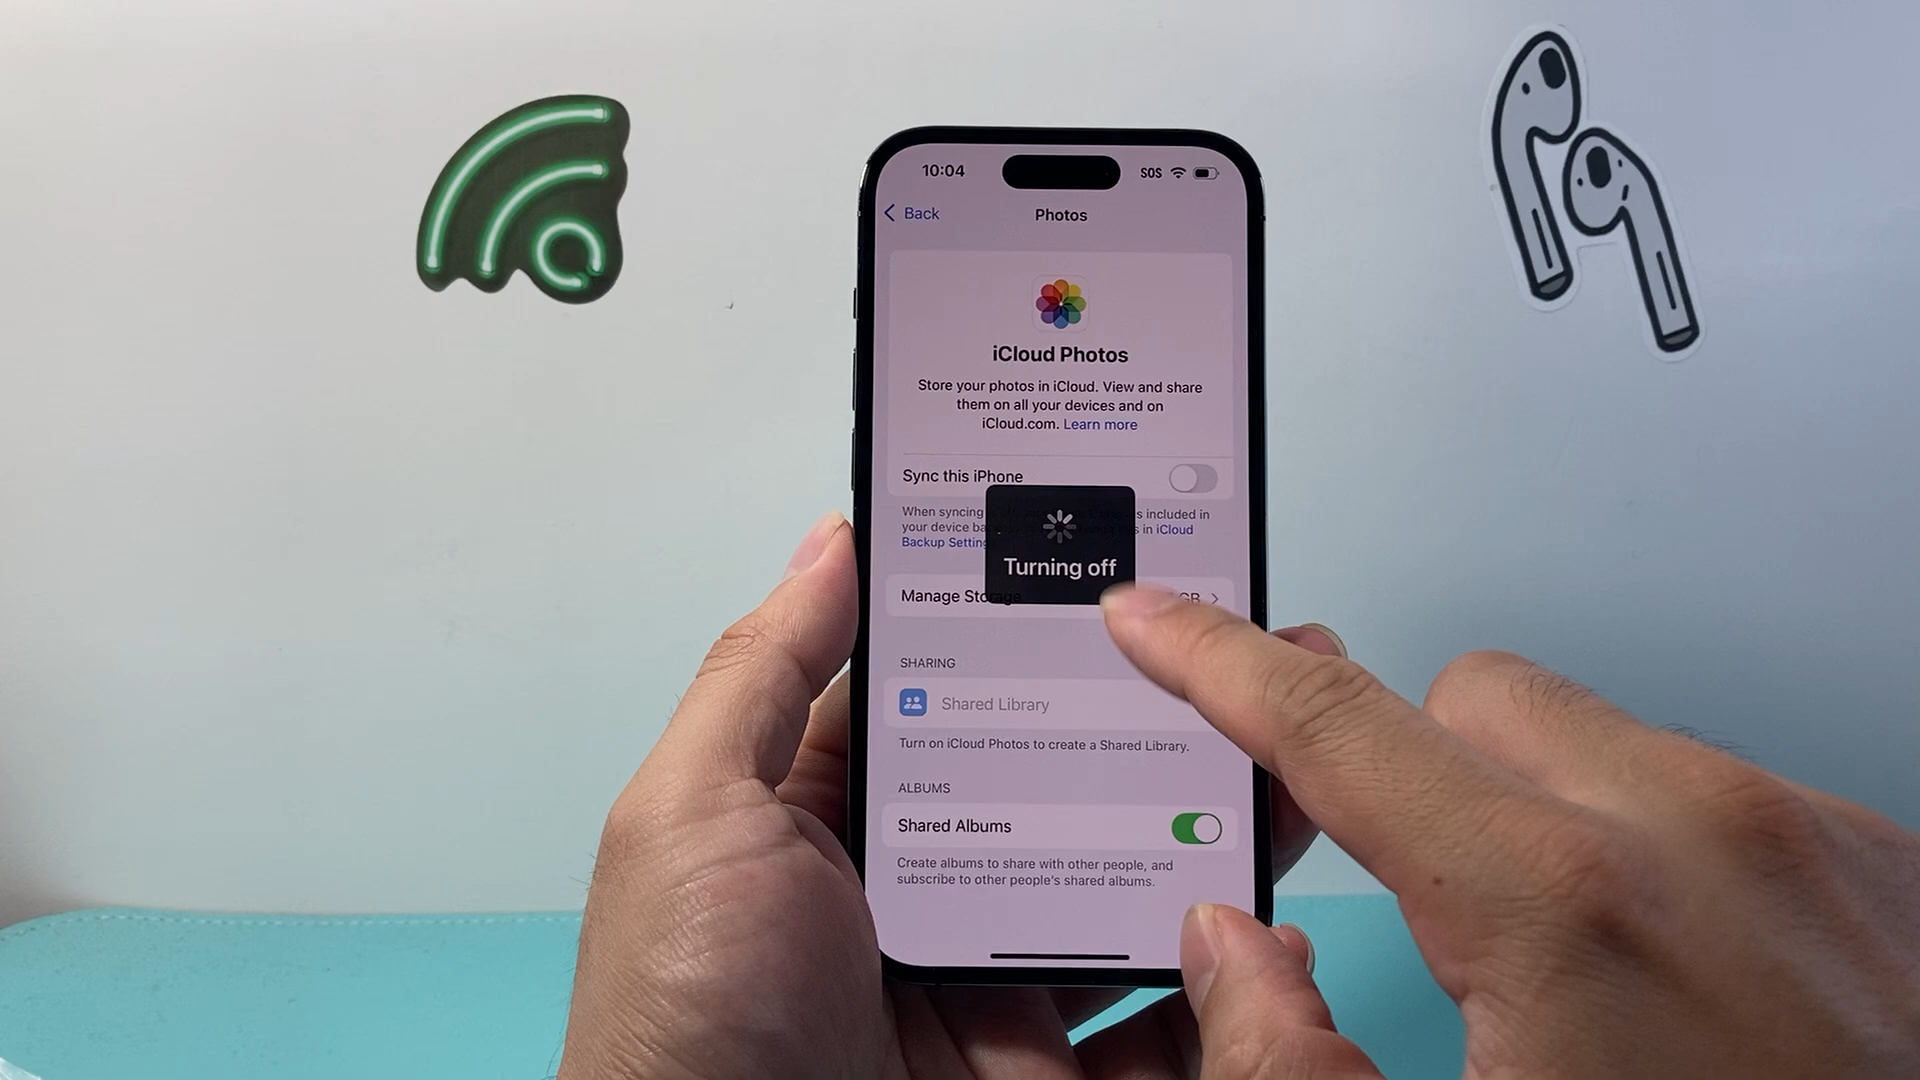 10:04
SOS
Back
Photos
iCloud Photos
Store your photos in iCloud. View and share
them on all your devices and on
iCloud.com. Learn more
Sync this iPhone
When syncing is included in
your device in iCloud
Backup
Turning off
Manage Storage GB
SHARING
Shared Library
Turn on iCloud Photos to create a Shared Library.
ALBUMS
Shared Albums
Create albums to share with other people, and
subscribe to other people's shared albums.